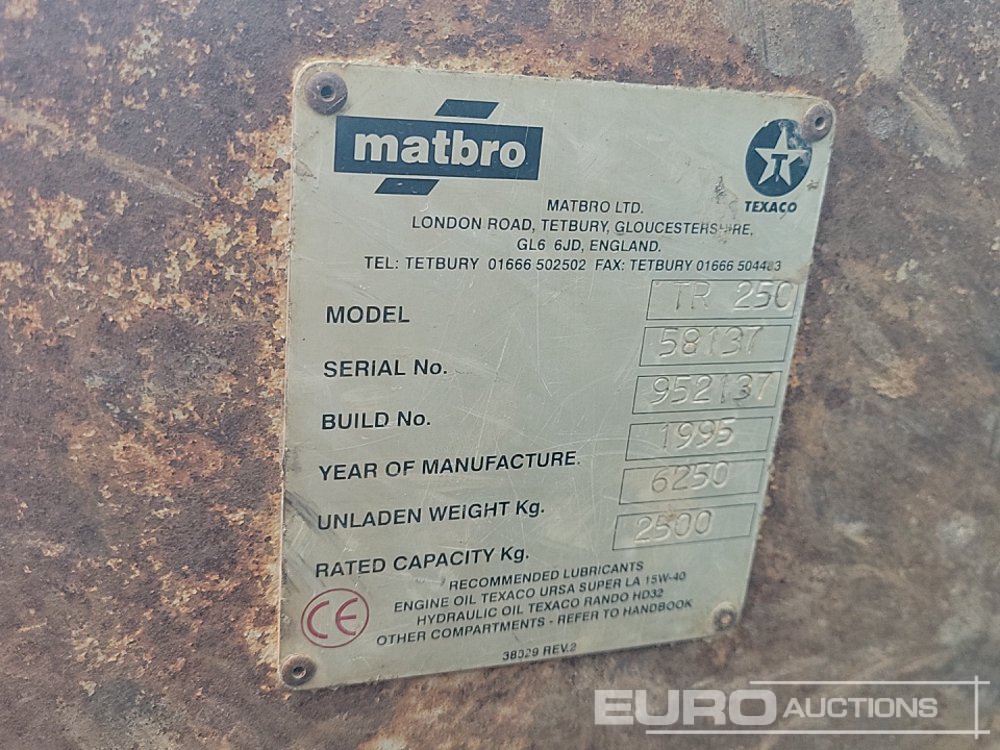 matbro
T
TEXACO
MATBRO LTD.
LONDON ROAD, TETBURY, GLOUCESTERSHIRE,
GL6 6JD, ENGLAND.
TEL: TETBURY 01666 502502 FAX: TETBURY 01666
MODEL TR 250
SERIAL No. 58137
BUILD No. 952137
YEAR OF MANUFACTURE 1995
UNLADEN WEIGHT Kg. 6250
RATED CAPACITY Kg. 2500
RECOMMENDED LUBRICANTS
ENGINE OIL TEXACO URSA SUPER LA 15W-40
HYDRAULIC OIL TEXACO RANDO HD32
OTHER COMPARTMENTS - REFER TO HANDBOOK
CE
REV.2
EURO AUCTIONS